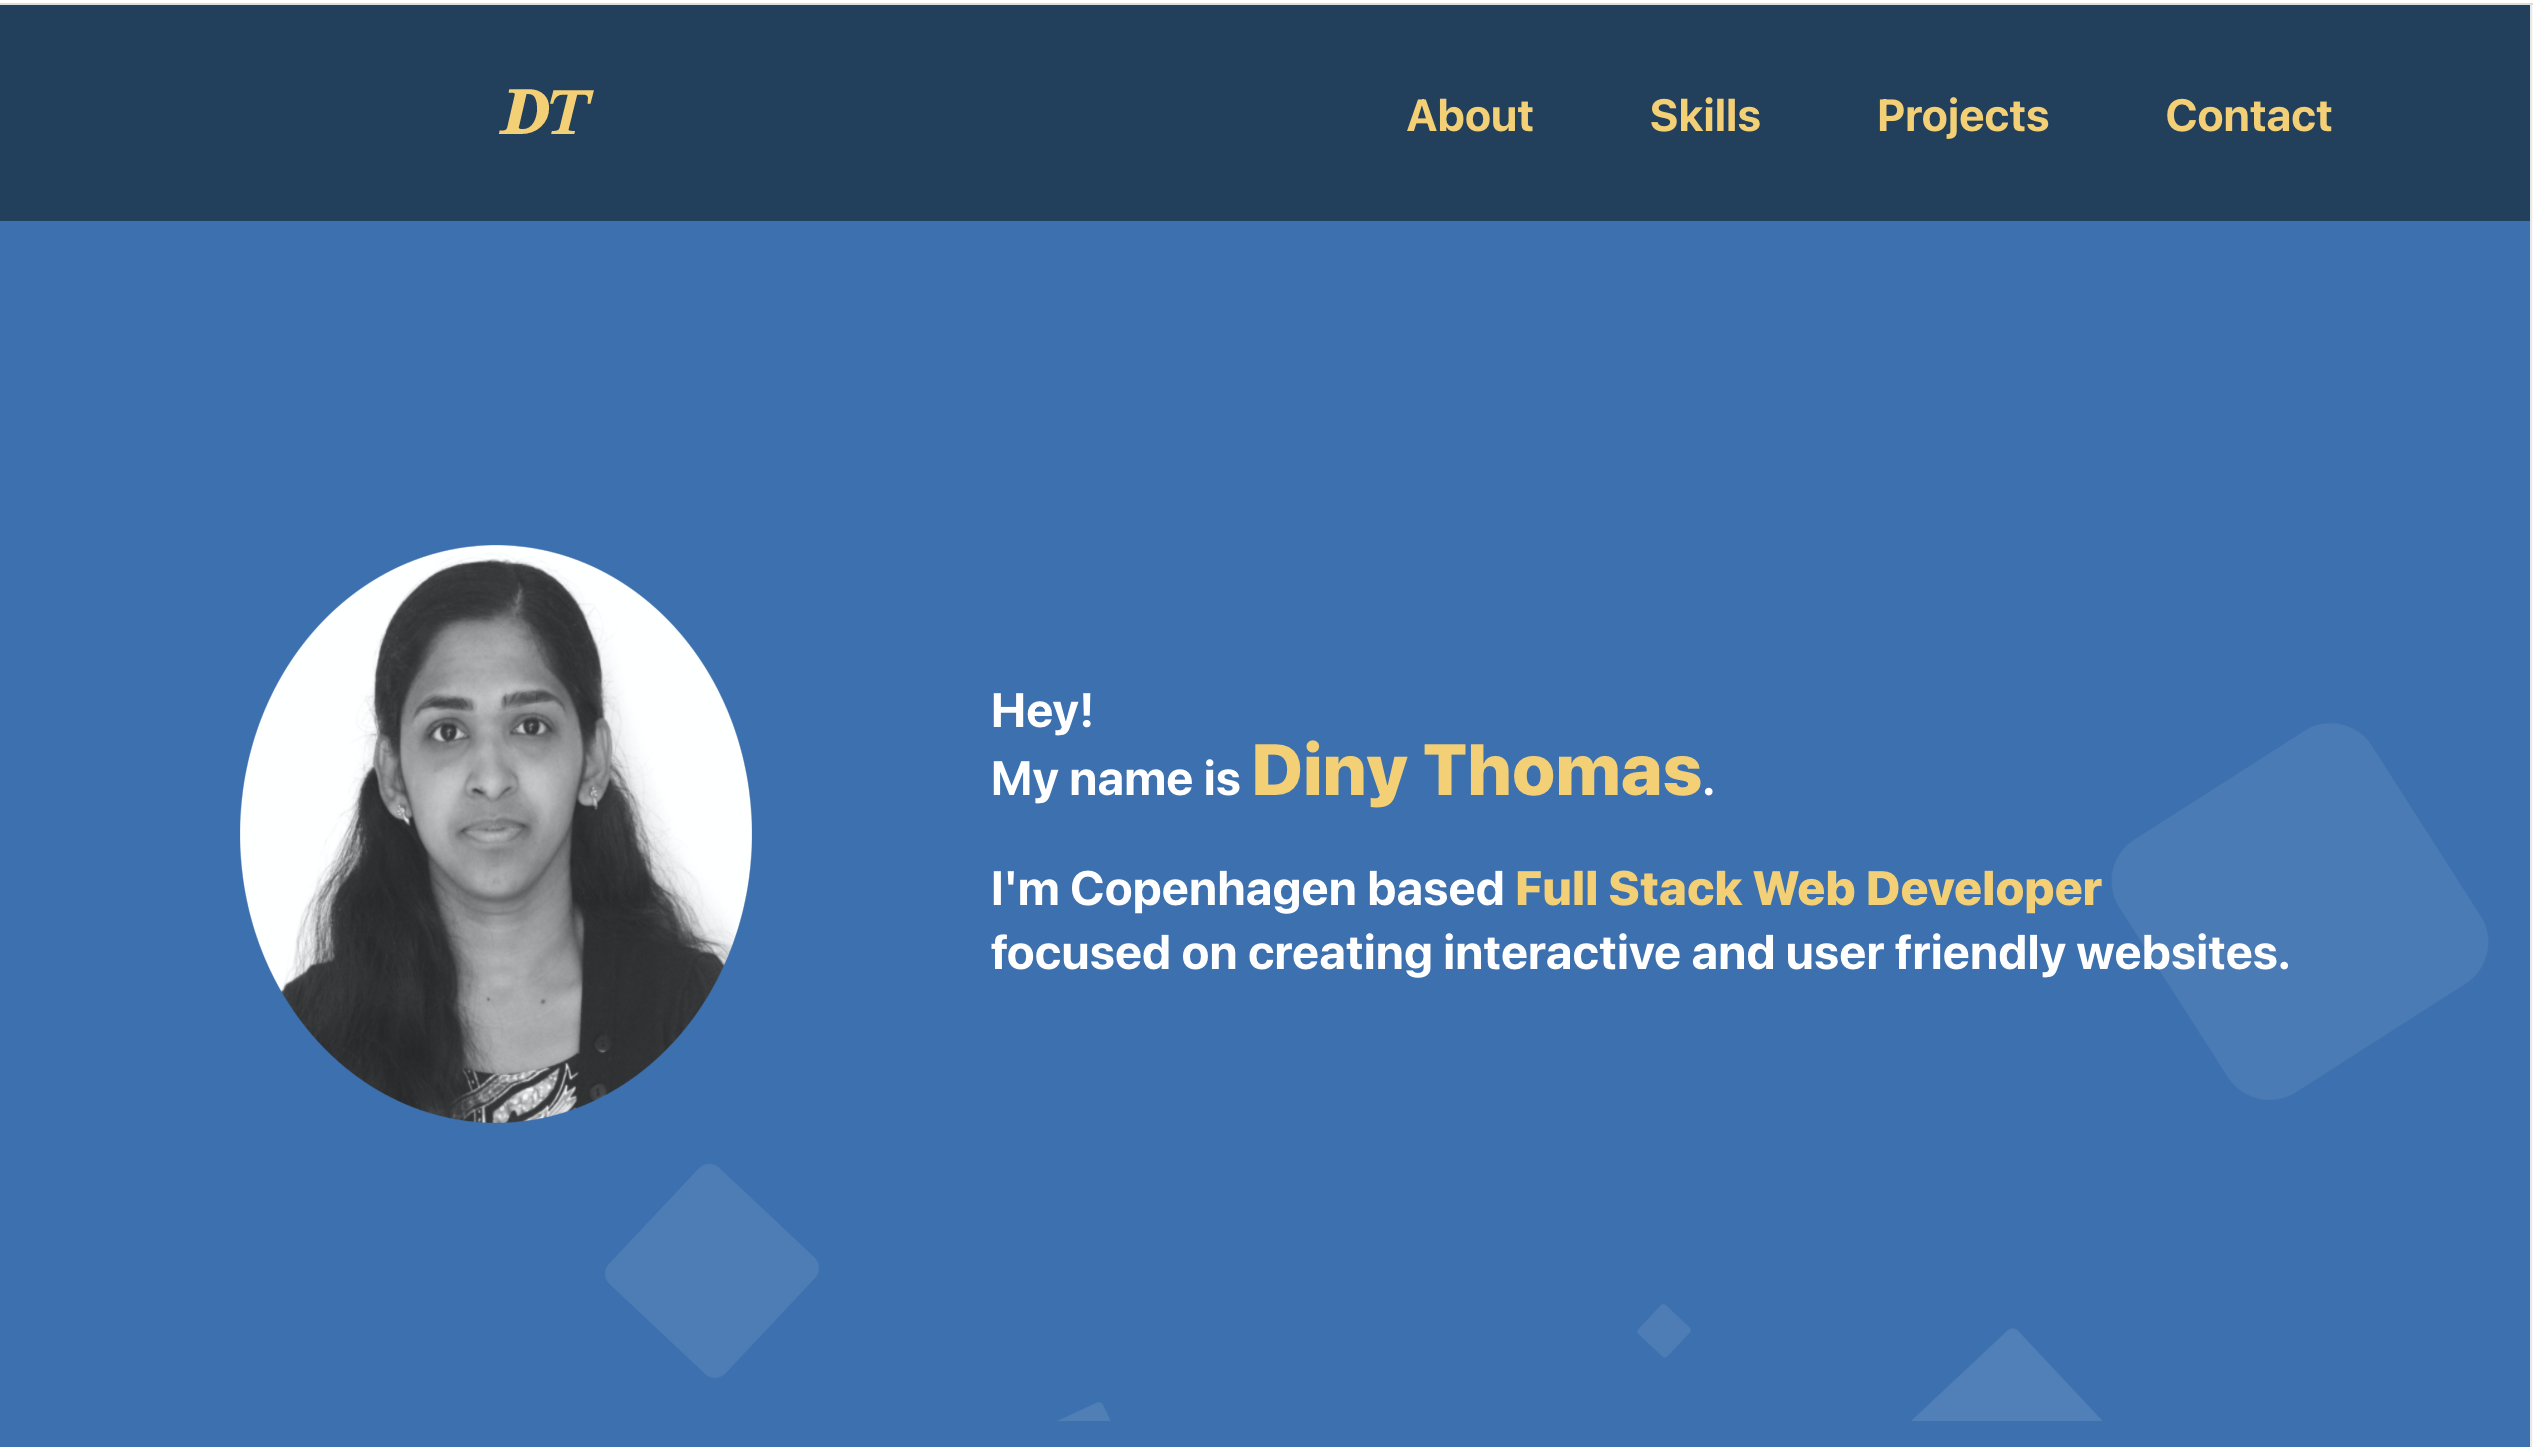 DT
About Skills Projects Contact
Hey!
My name is Diny Thomas.
I'm Copenhagen based Full Stack Web Developer
focused on creating interactive and user friendly websites.